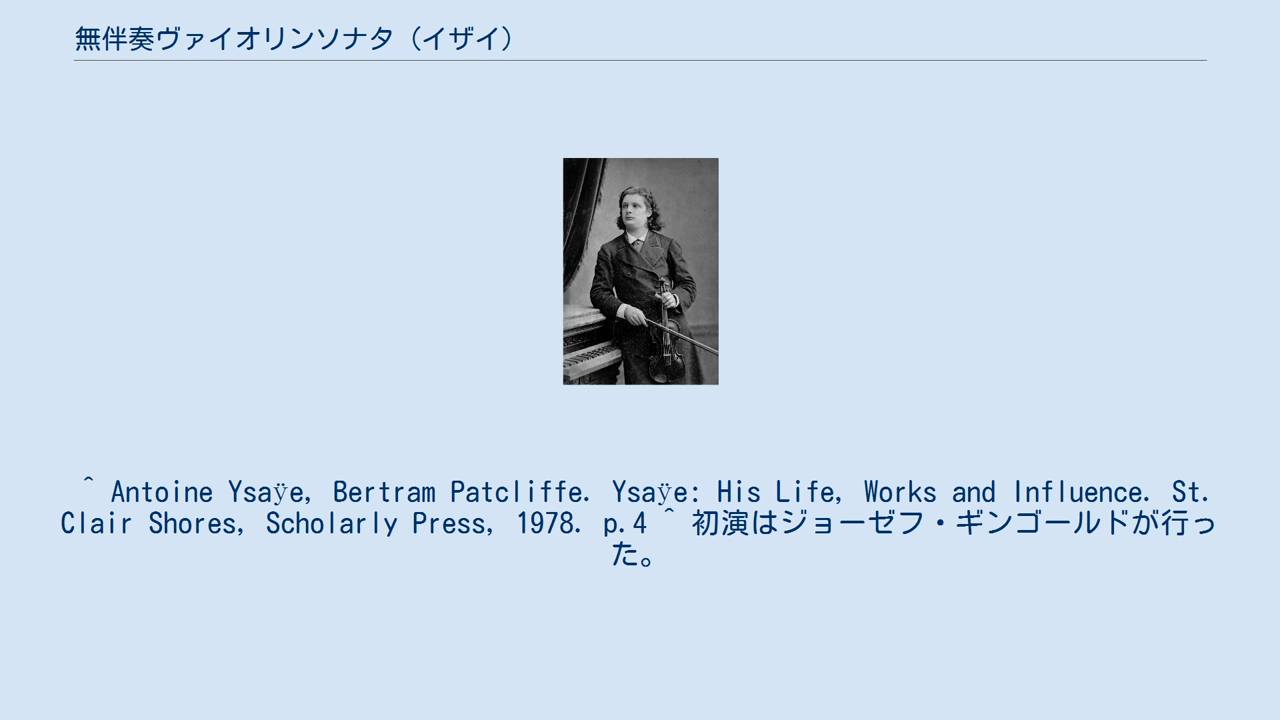 無伴奏ヴァイオリンソナタ（イザイ）
^ Antoine Ysaÿe, Bertram Patcliffe. Ysaÿe: His Life, Works and Influence. St.
Clair Shores, Scholarly Press, 1978. p.4 ^ 初演はジョーゼフ・ギンゴールドが行っ
た。